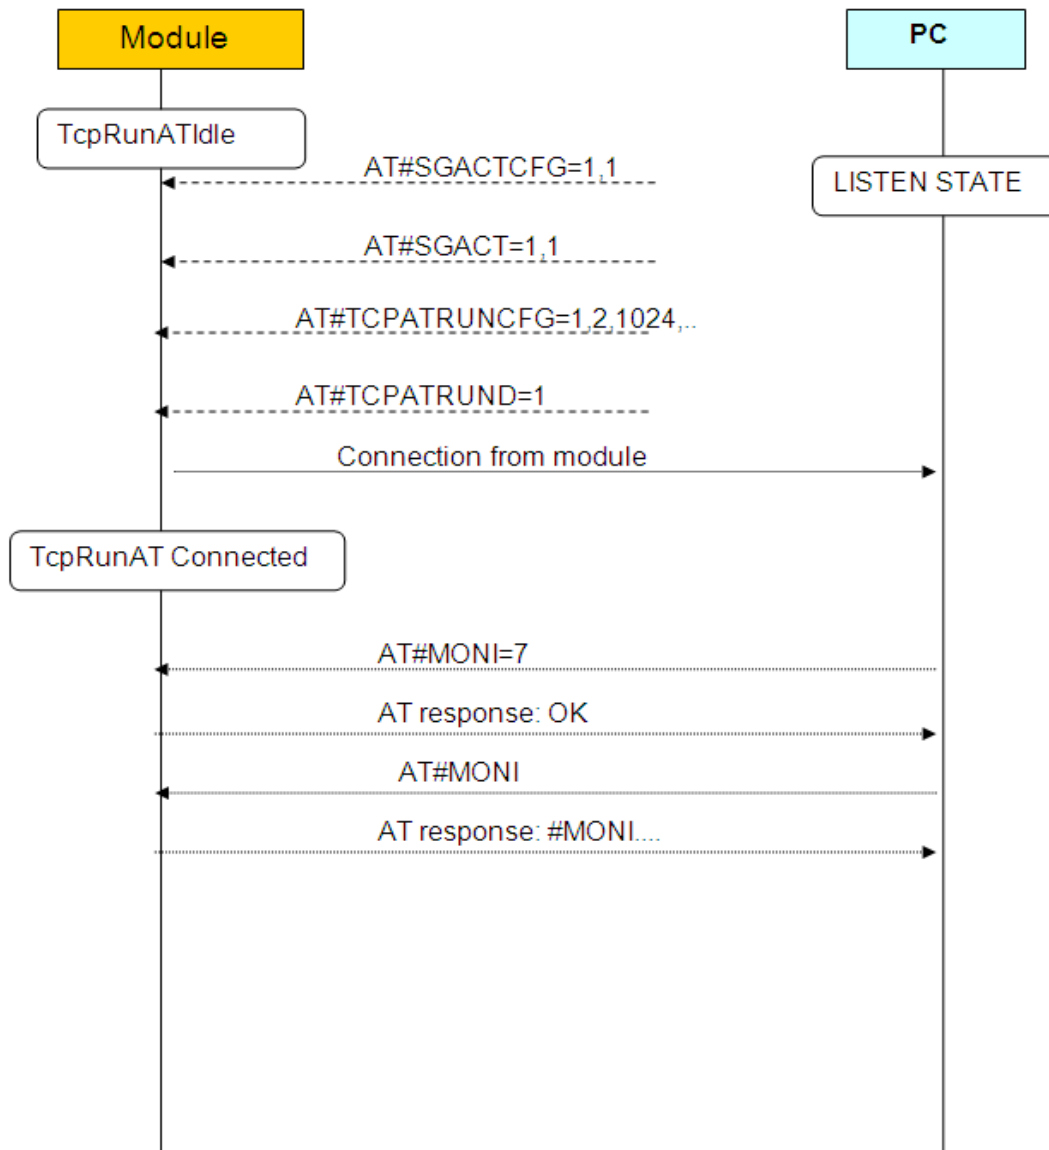 Module
PC
TcpRunATIdle
AT#SGACTCFG=1,1
LISTEN STATE
AT#SGACT=1,1
AT#TCPATRUNCFG=1,2,1024,..
AT#TCPATRUND=1
Connection from module
TcpRunAT Connected
AT#MONI=7
AT response: OK
AT#MONI
AT response: #MONI....